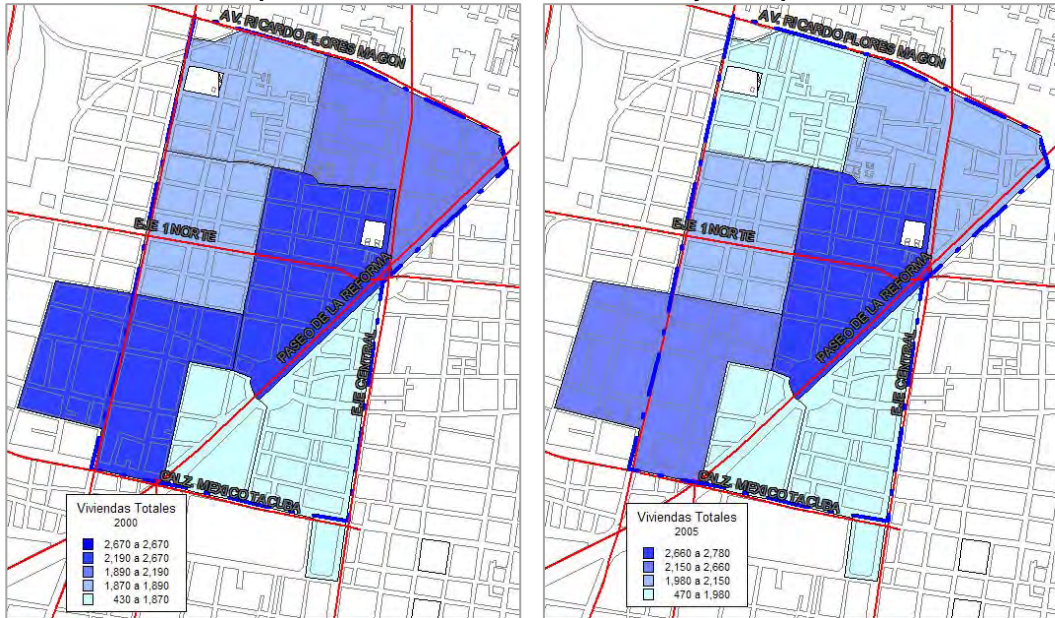 AV. RICARDO FLORES MAGON
EJE 1 NORTE
PASEO DE LA REFORMA
EJE CENTRAL
CALZ. MEXICO TACUBA
Viviendas Totales
2000
2,670 a 2,670
2,190 a 2,670
1,890 a 2,190
1,870 a 1,890
430 a 1,870
AV. RICARDO FLORES MAGON
EJE 1 NORTE
PASEO DE LA REFORMA
EJE CENTRAL
CALZ. MEXICO TACUBA
Viviendas Totales
2005
2,660 a 2,780
2,150 a 2,660
1,980 a 2,150
470 a 1,980